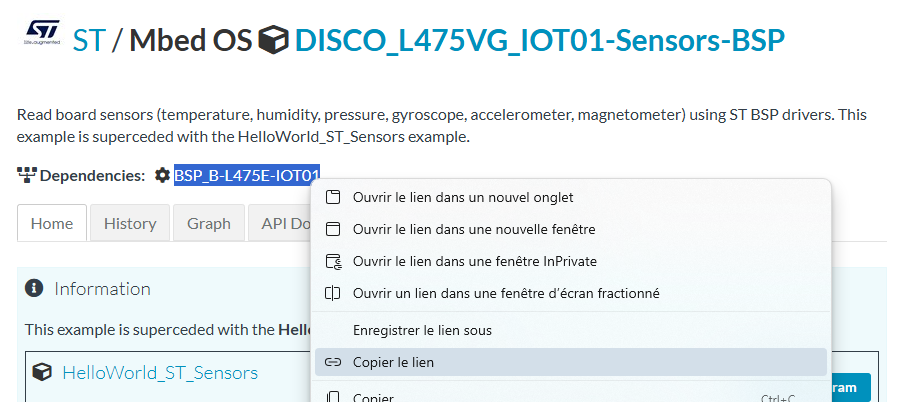 ST life.augmented
ST / Mbed OS DISCO_L475VG_IOT01-Sensors-BSP
Read board sensors (temperature, humidity, pressure, gyroscope, accelerometer, magnetometer) using ST BSP drivers. This
example is superceded with the HelloWorld_ST_Sensors example.
Dependencies: BSP_B-L475E-IOT01
Home History Graph API Do
Ouvrir le lien dans un nouvel onglet
Ouvrir le lien dans une nouvelle fenêtre
Ouvrir le lien dans une fenêtre InPrivate
Ouvrir un lien dans une fenêtre d'écran fractionné
Enregistrer le lien sous
Copier le lien
Copier Ctrl+C
Information
This example is superceded with the Hell
HelloWorld_ST_Sensors
ram